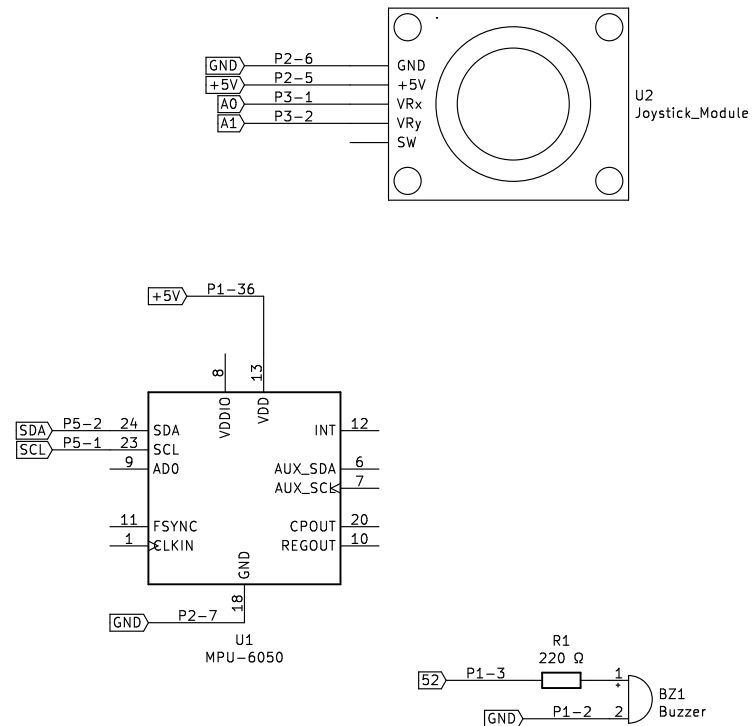 GND P2-6 GND
+5V P2-5 +5V
A0 P3-1 VRx
A1 P3-2 VRy
SW
U2
Joystick_Module
+5V P1-36
8 13
VDDIO VDD
SDA P5-2 24 SDA INT 12
SCL P5-1 23 SCL
9 AD0 AUX_SDA 6
AUX_SCL 7
11 FSYNC CPOUT 20
1 CLKIN REGOUT 10
GND
18
GND P2-7
U1
MPU-6050
R1
220 Ω
52 P1-3 1
+
BZ1
Buzzer
GND P1-2 2